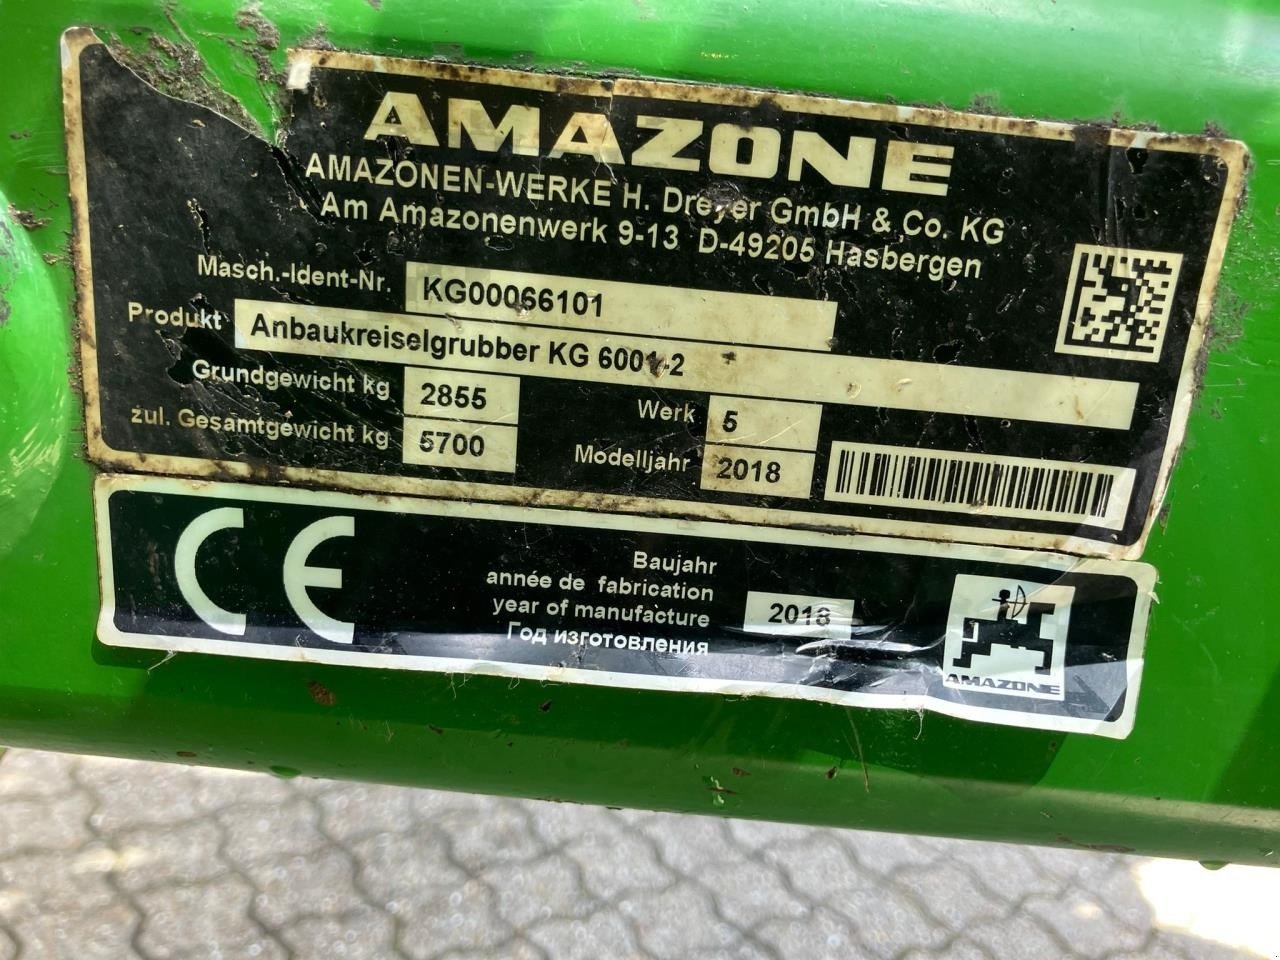 AMAZONE
AMAZONEN-WERKE H. Dreyer GmbH & Co. KG
Am Amazonenwerk 9-13 D-49205 Hasbergen
Masch.-Ident-Nr. KG00066101
Produkt Anbaukreiselgrubber KG 6001-2
Grundgewicht kg 2855 Werk 5
zul. Gesamtgewicht kg 5700 Modelljahr 2018
CE
Baujahr
année de fabrication
year of manufacture 2018
Год изготовления
AMAZONE